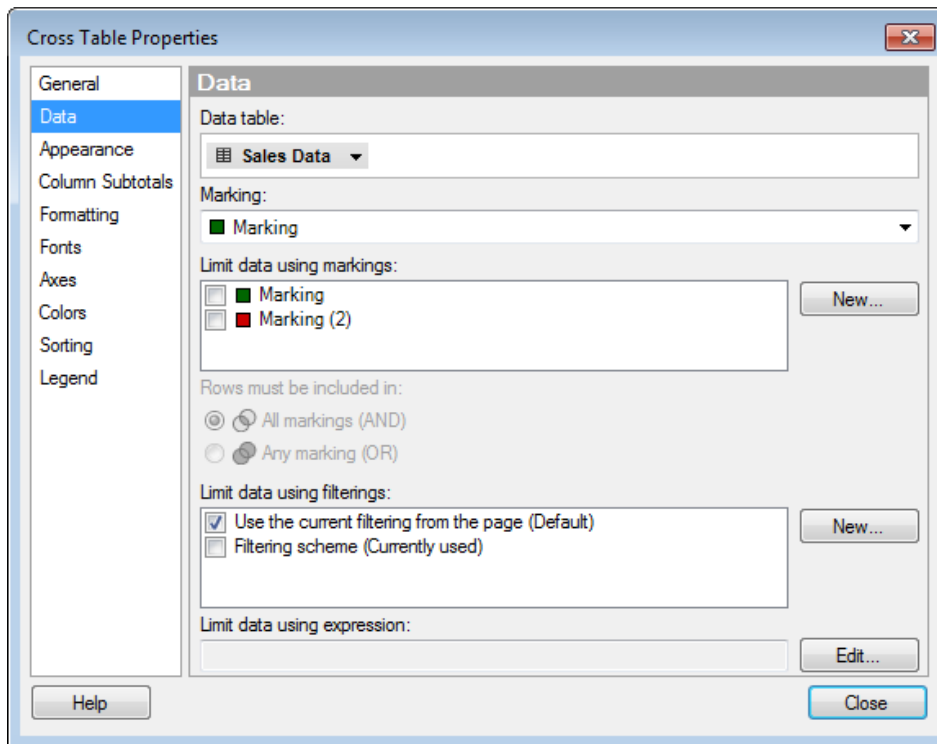 Cross Table Properties
General
Data
Appearance
Column Subtotals
Formatting
Fonts
Axes
Colors
Sorting
Legend
Data
Data table:
Sales Data
Marking:
Marking
Limit data using markings:
Marking
Marking (2)
New...
Rows must be included in:
All markings (AND)
Any marking (OR)
Limit data using filterings:
Use the current filtering from the page (Default)
Filtering scheme (Currently used)
New...
Limit data using expression:
Edit...
Help
Close